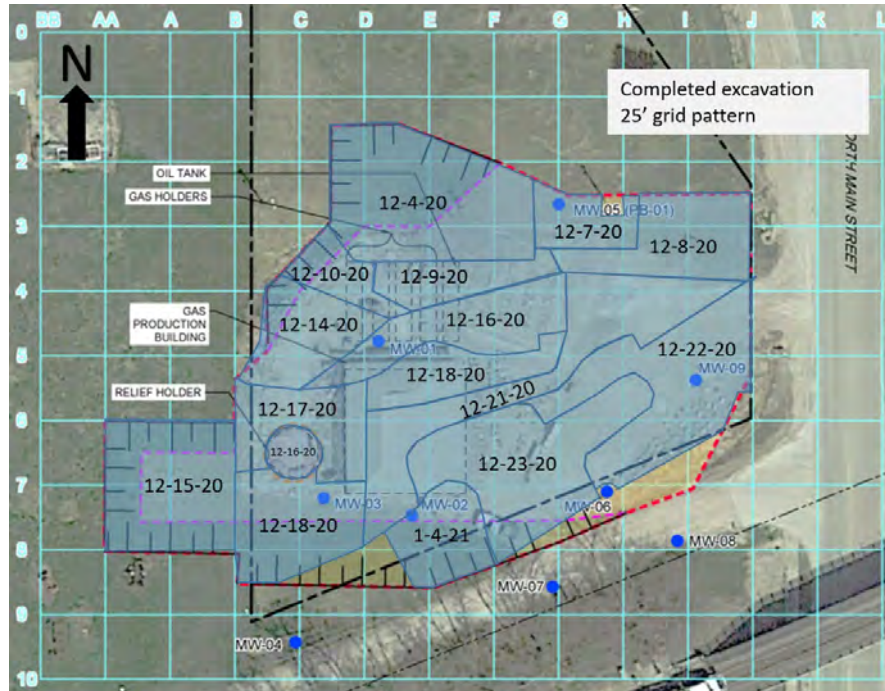 BB AA A B C D E F G H I J K L
0
N
Completed excavation
25' grid pattern
1
2
OIL TANK
GAS HOLDERS
NORTH MAIN STREET
12-4-20
MW-05 (PB-01)
12-7-20
12-8-20
3
12-10-20
12-9-20
4
GAS
PRODUCTION
BUILDING
12-14-20
12-16-20
MW-01
5
12-22-20
12-18-20
MW-09
RELIEF HOLDER
12-17-20
12-21-20
6
12-16-20
12-23-20
12-15-20
7
MW-03
MW-02
MW-06
12-18-20
1-4-21
MW-08
8
MW-07
9
MW-04
10